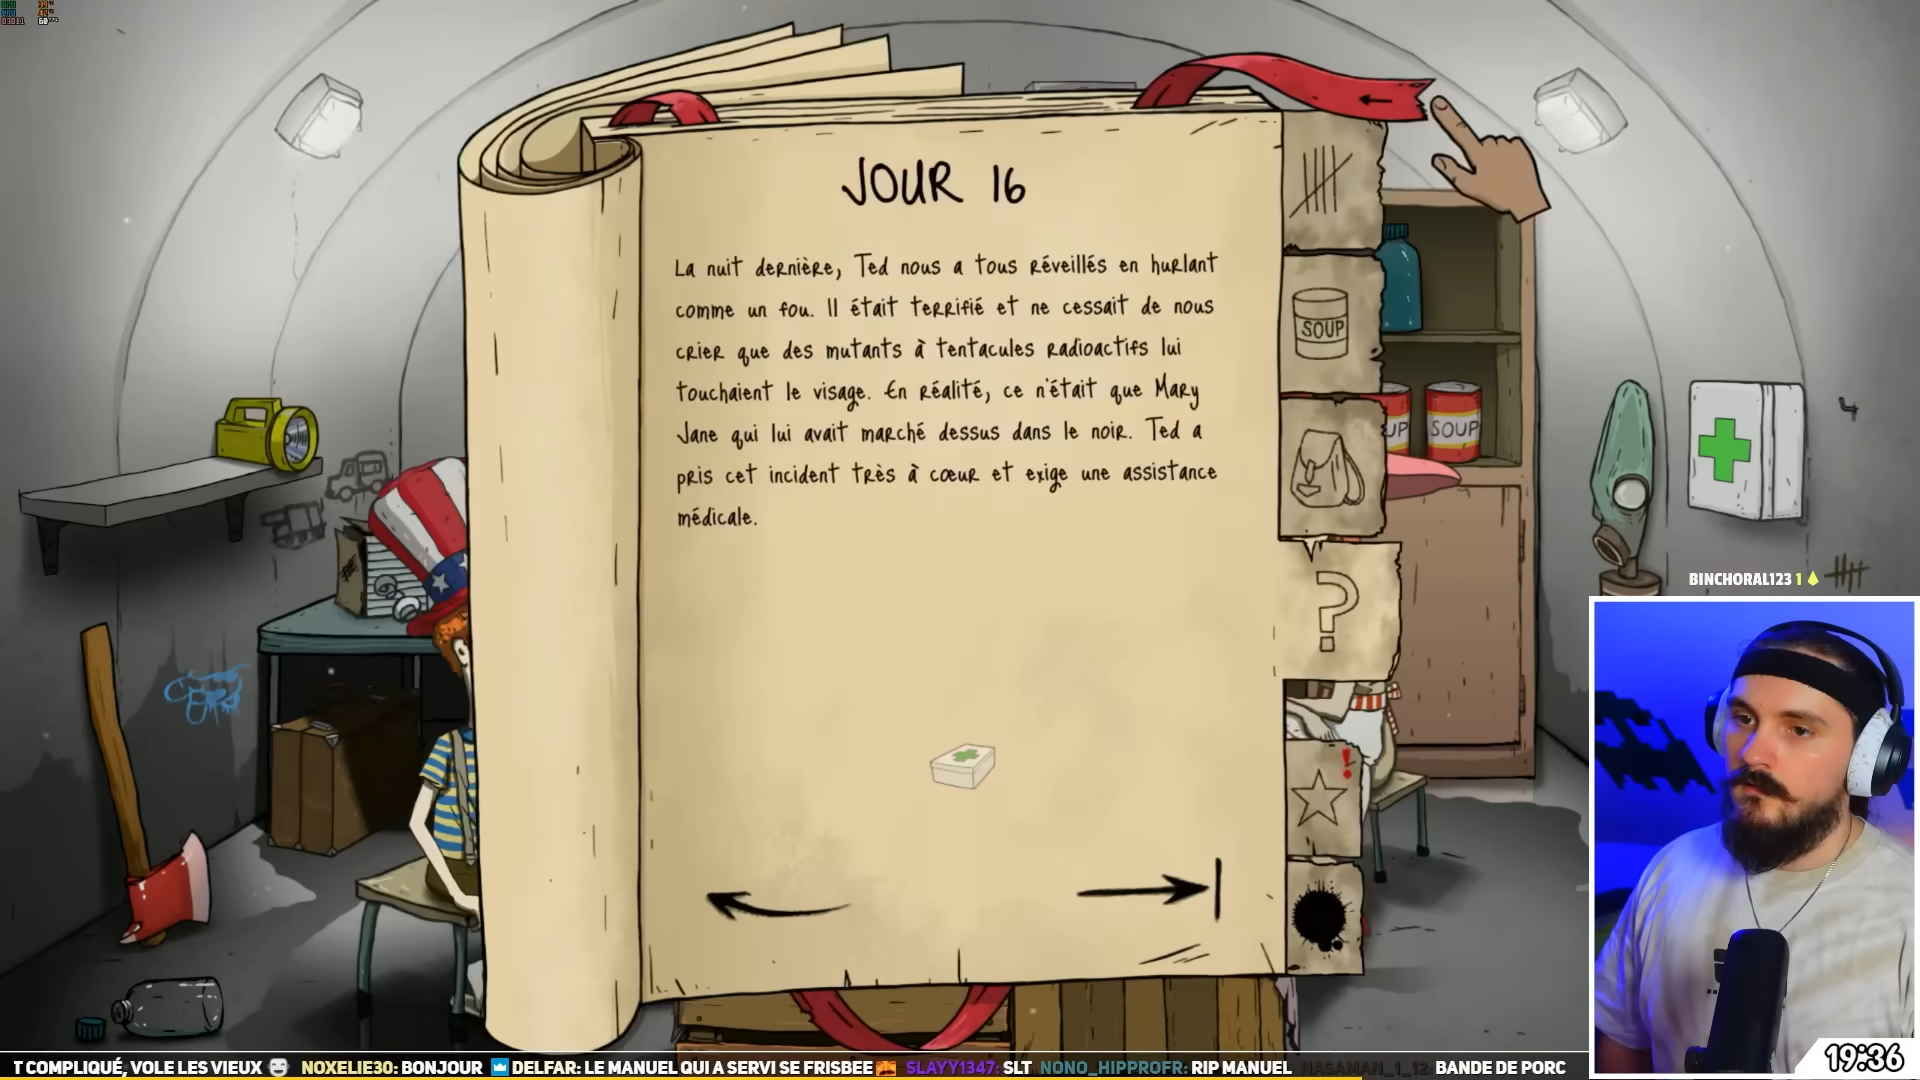 JOUR 16
La nuit dernière, Ted nous a tous réveillés en hurlant
comme un fou. Il était terrifié et ne cessait de nous
crier que des mutants à tentacules radioactifs lui
touchaient le visage. En réalité, ce n'était que Mary
Jane qui lui avait marché dessus dans le noir. Ted a
pris cet incident très à coeur et exige une assistance
médicale.
SOUP
UP
SOUP
?
!
BINCHORAL123 1
T COMPLIQUÉ, VOLE LES VIEUX NOXELIE30: BONJOUR DELFAR: LE MANUEL QUI A SERVI SE FRISBEE SLAYY1347: SLT NONO_HIPPROFR: RIP MANUEL NASAMAN_1_12: BANDE DE PORC
19:36